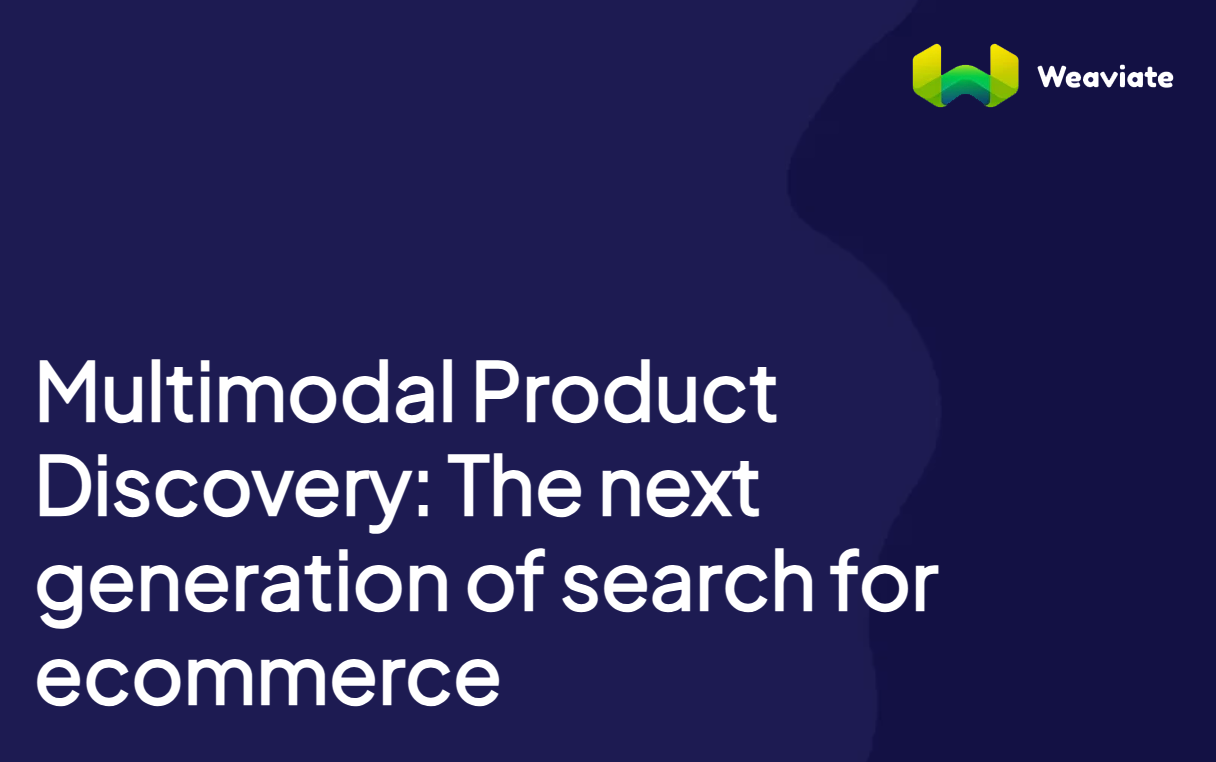 Weaviate
Multimodal Product
Discovery: The next
generation of search for
ecommerce